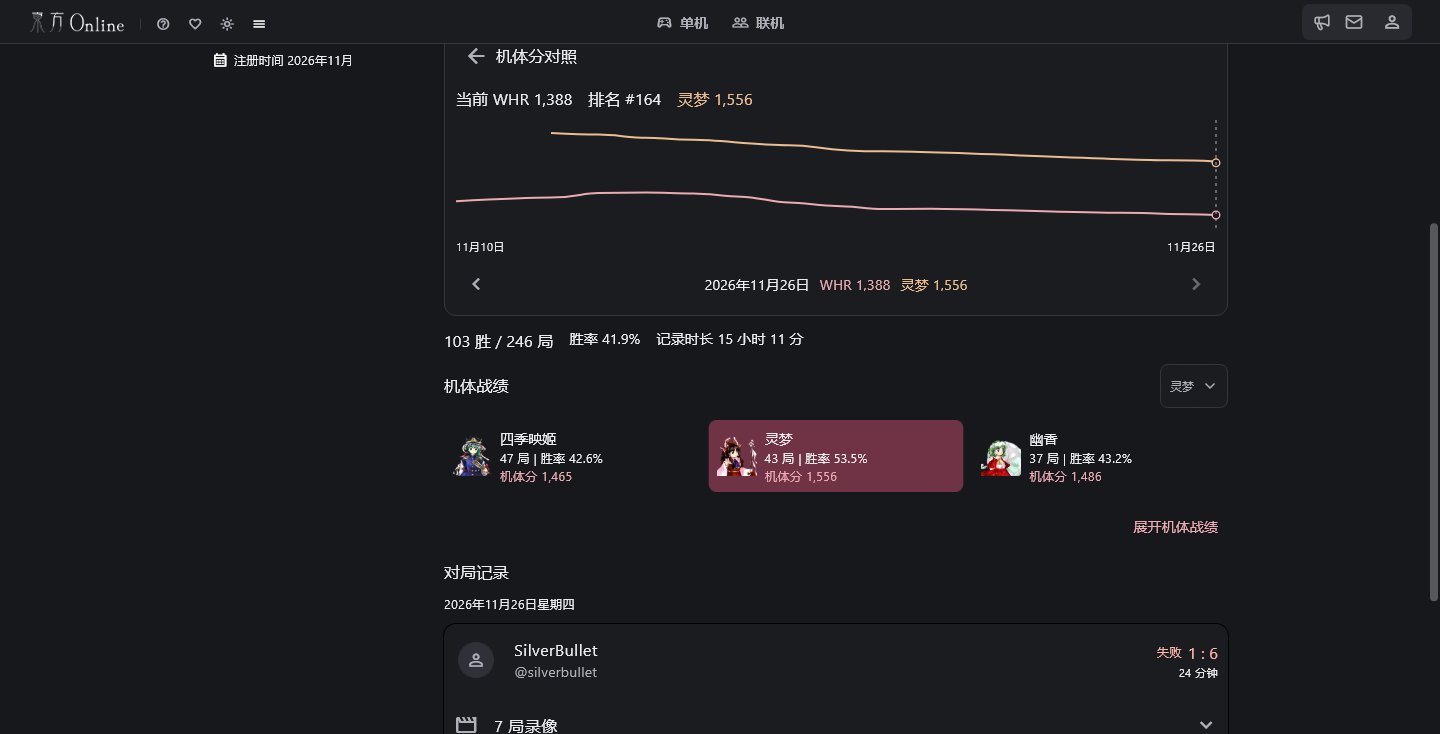 東方 Online
单机
联机
注册时间 2026年11月
机体分对照
当前 WHR 1,388 排名 #164 灵梦 1,556
11月10日
11月26日
2026年11月26日 WHR 1,388 灵梦 1,556
103 胜 / 246 局 胜率 41.9% 记录时长 15 小时 11 分
机体战绩
灵梦
四季映姬
47 局 | 胜率 42.6%
机体分 1,465
灵梦
43 局 | 胜率 53.5%
机体分 1,556
幽香
37 局 | 胜率 43.2%
机体分 1,486
展开机体战绩
对局记录
2026年11月26日星期四
SilverBullet
@silverbullet
失败 1 : 6
24 分钟
7 局录像